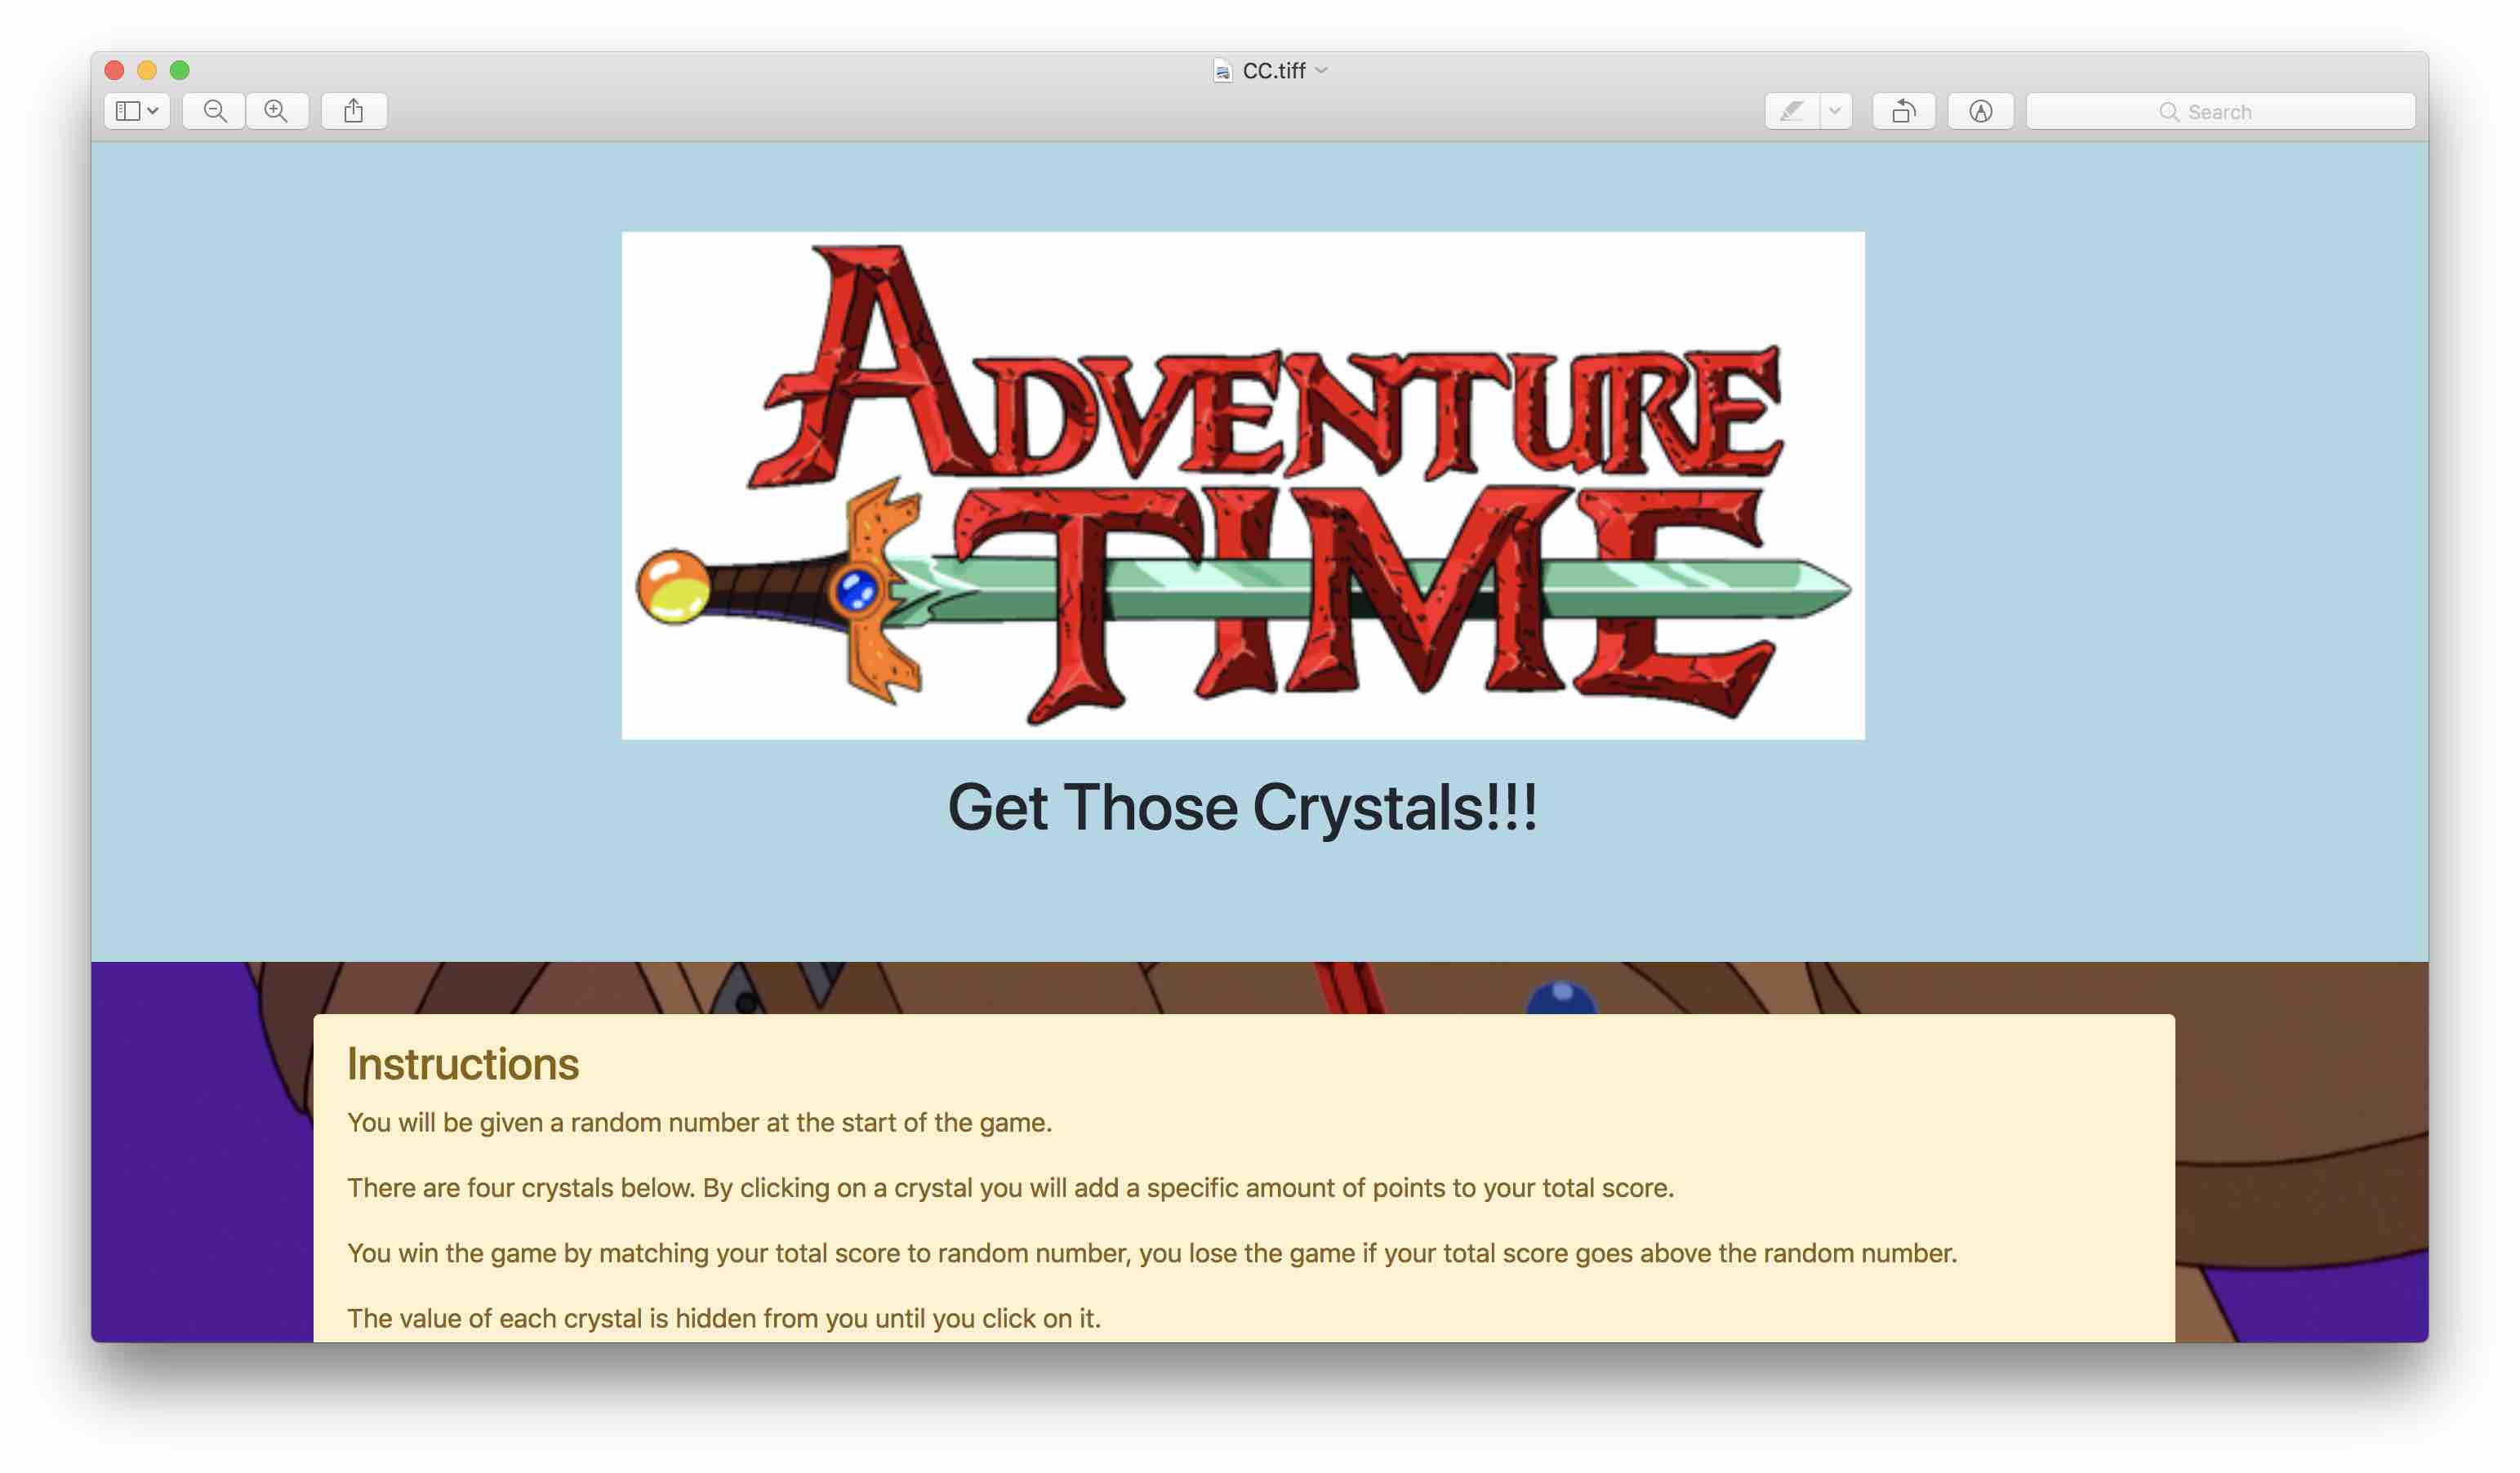 CC.tiff
Search
ADVENTURE
TIME
Get Those Crystals!!!
Instructions
You will be given a random number at the start of the game.
There are four crystals below. By clicking on a crystal you will add a specific amount of points to your total score.
You win the game by matching your total score to random number, you lose the game if your total score goes above the random number.
The value of each crystal is hidden from you until you click on it.